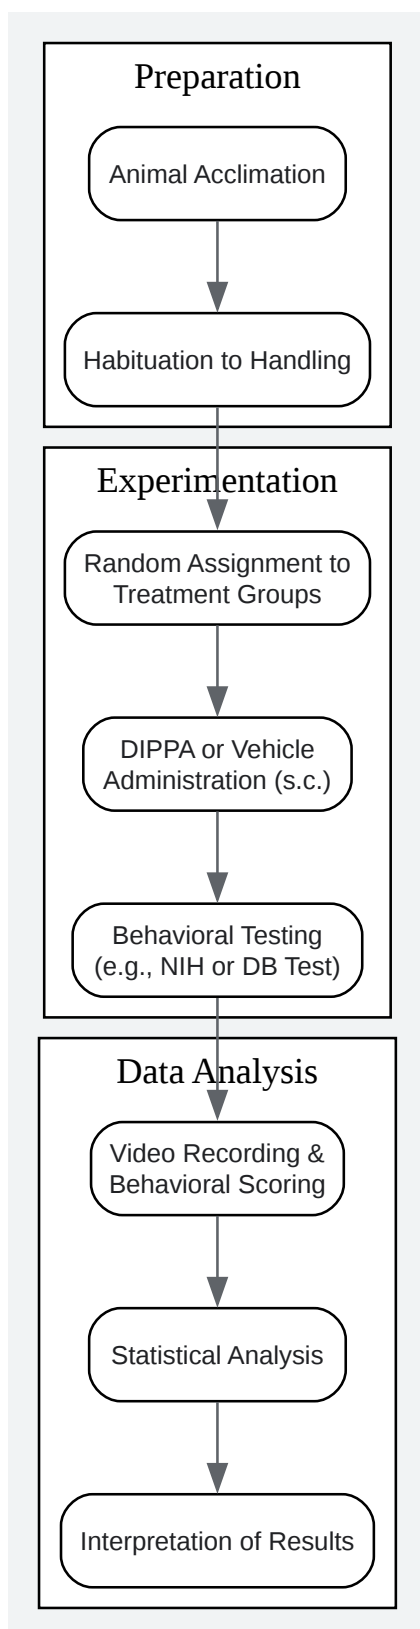 Preparation
Animal Acclimation
Habituation to Handling
Experimentation
Random Assignment to
Treatment Groups
DIPPA or Vehicle
Administration (s.c.)
Behavioral Testing
(e.g., NIH or DB Test)
Data Analysis
Video Recording &
Behavioral Scoring
Statistical Analysis
Interpretation of Results